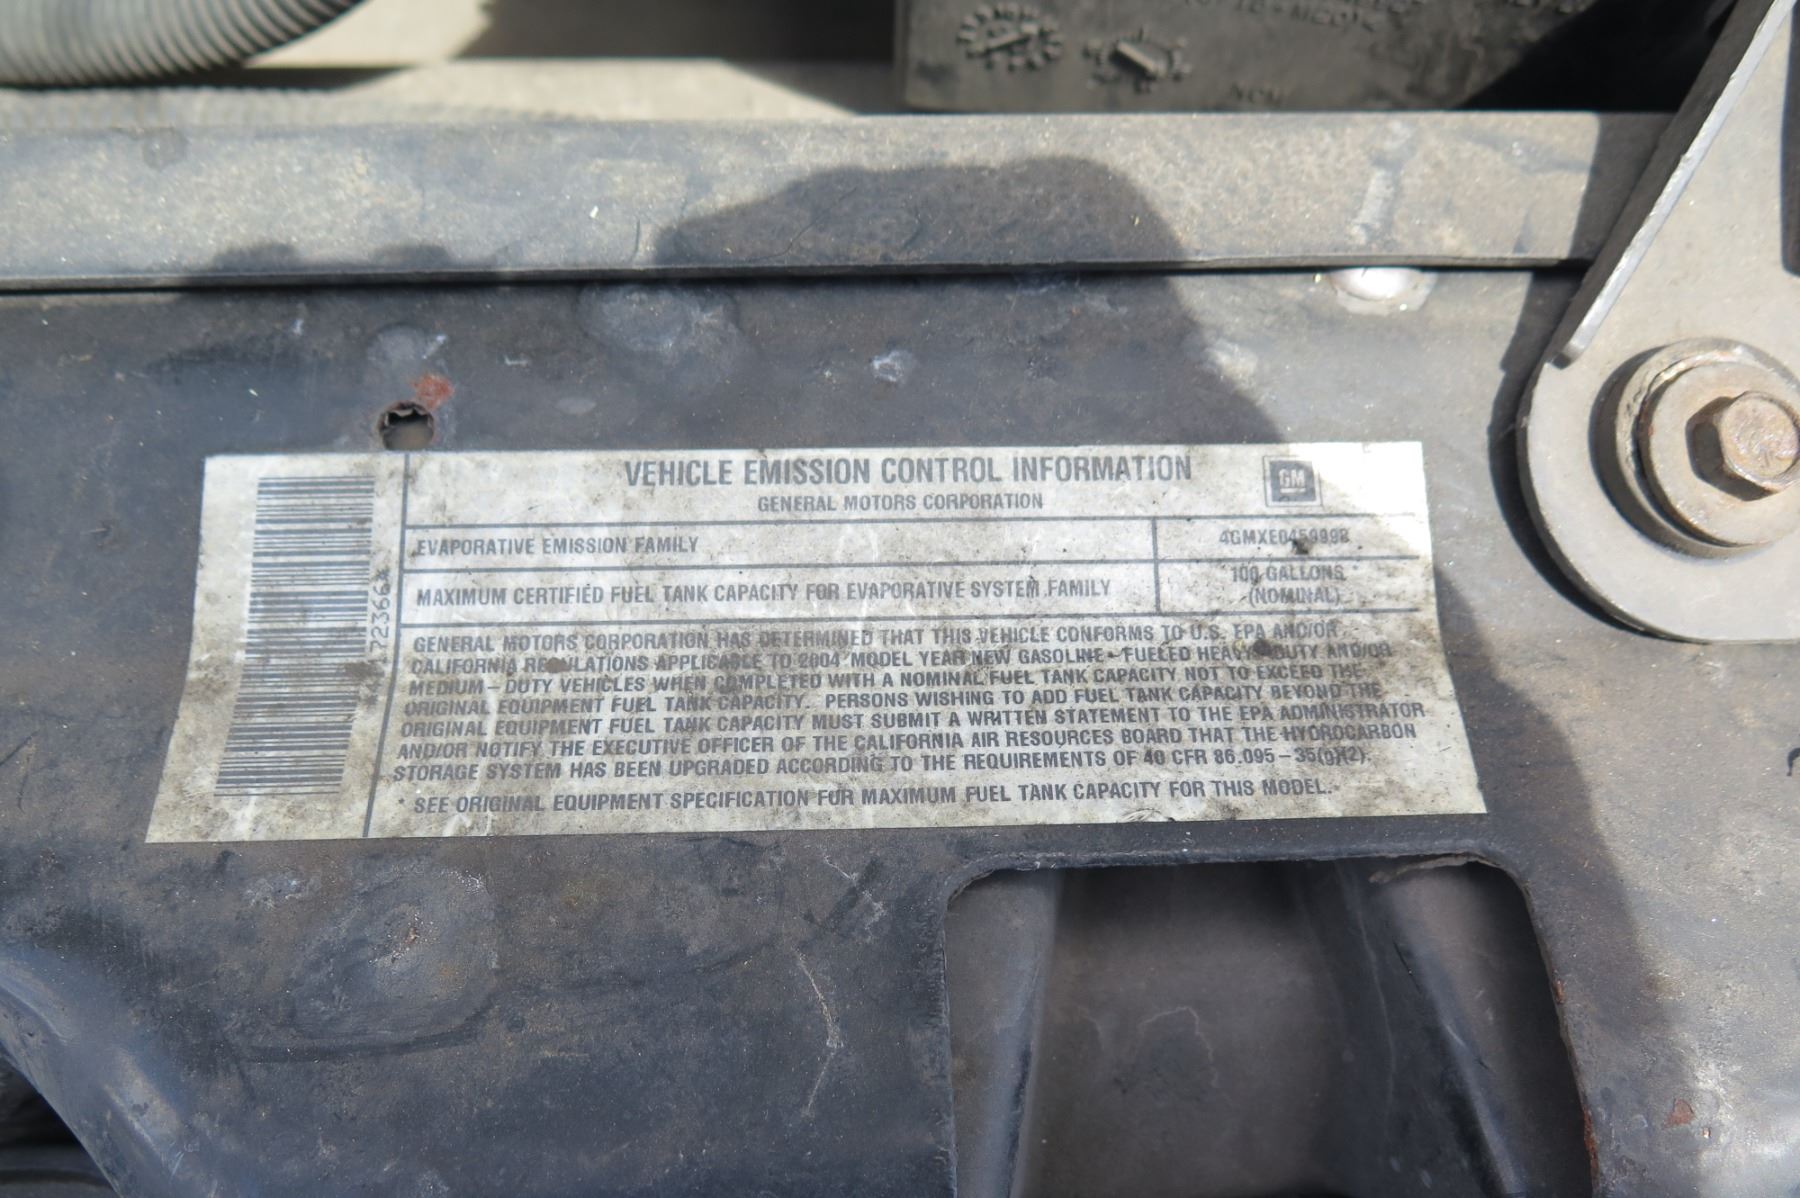 VEHICLE EMISSION CONTROL INFORMATION
GENERAL MOTORS CORPORATION
GM
EVAPORATIVE EMISSION FAMILY
MAXIMUM CERTIFIED FUEL TANK CAPACITY FOR EVAPORATIVE SYSTEM FAMILY
100 GALLONS
(NOMINAL)
GENERAL MOTORS CORPORATION HAS DETERMINED THAT THIS VEHICLE CONFORMS TO U.S. EPA AND/OR
CALIFORNIA REGULATIONS APPLICABLE TO 2004 MODEL YEAR NEW GASOLINE-FUELED HEAVY-DUTY AND/OR
MEDIUM-DUTY VEHICLES WHEN COMPLETED WITH A NOMINAL FUEL TANK CAPACITY NOT TO EXCEED THE
ORIGINAL EQUIPMENT FUEL TANK CAPACITY. PERSONS WISHING TO ADD FUEL TANK CAPACITY BEYOND THE
ORIGINAL EQUIPMENT FUEL TANK CAPACITY MUST SUBMIT A WRITTEN STATEMENT TO THE EPA ADMINISTRATOR
AND/OR NOTIFY THE EXECUTIVE OFFICER OF THE CALIFORNIA AIR RESOURCES BOARD THAT THE HYDROCARBON
STORAGE SYSTEM HAS BEEN UPGRADED ACCORDING TO THE REQUIREMENTS OF 40 CFR 86.095-35(g)(2).
* SEE ORIGINAL EQUIPMENT SPECIFICATION FOR MAXIMUM FUEL TANK CAPACITY FOR THIS MODEL.